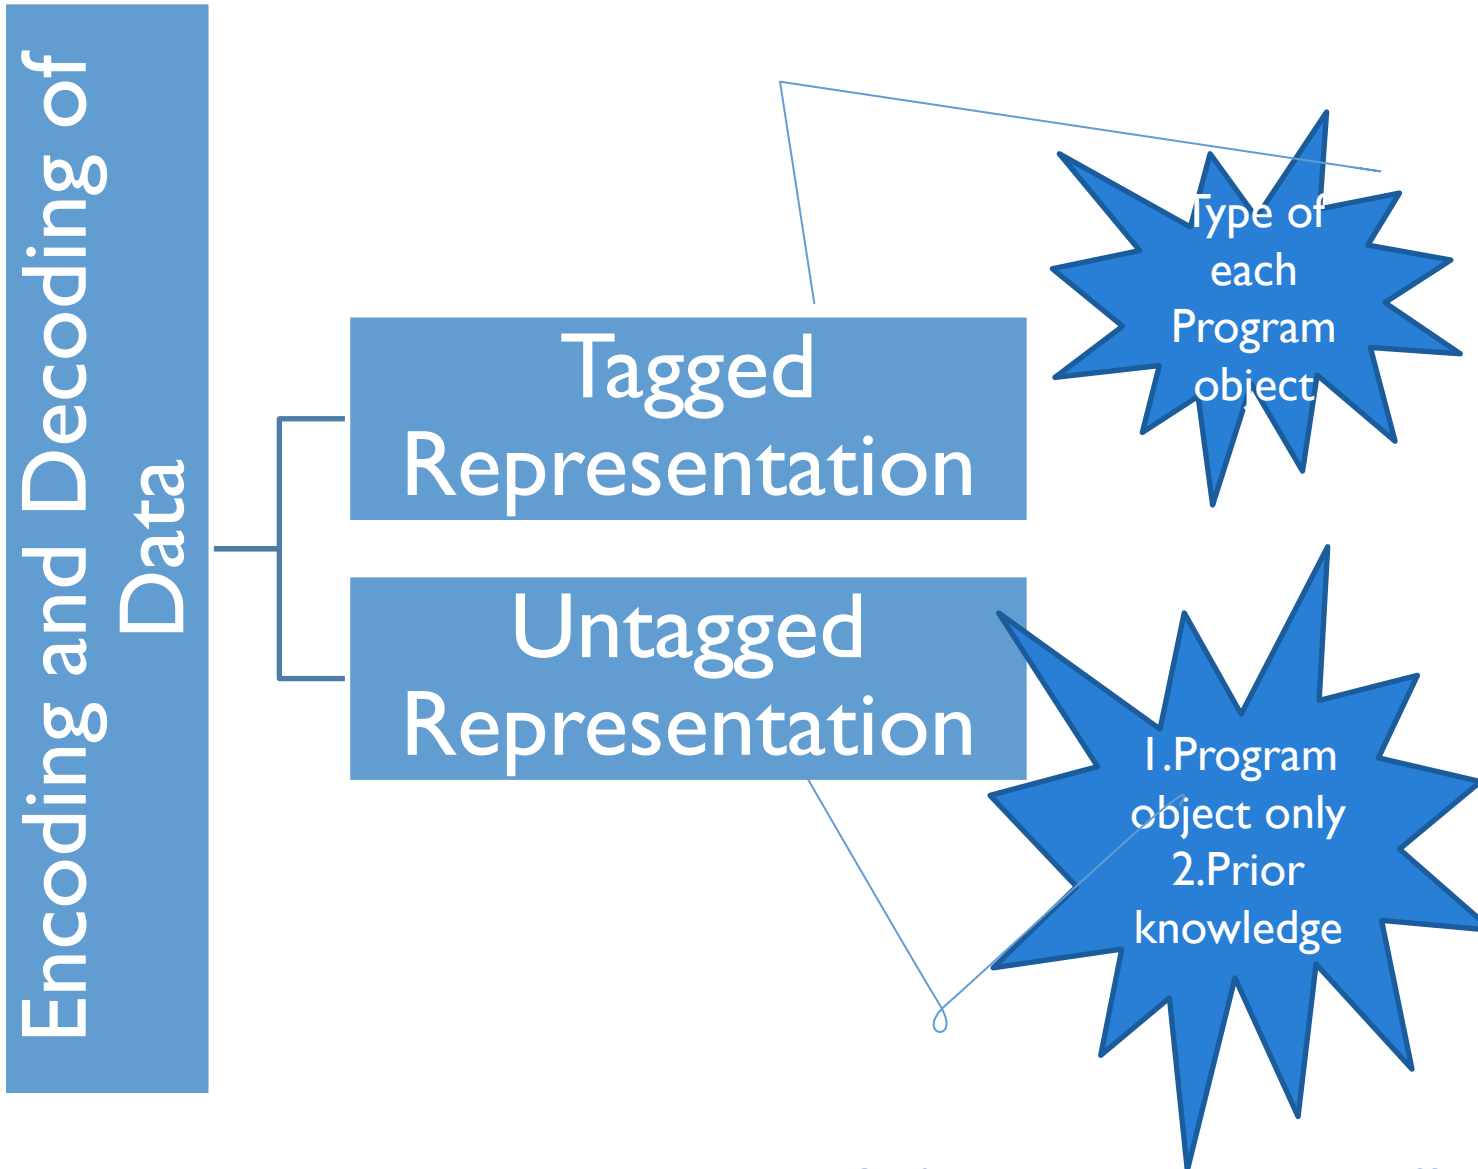 Encoding and Decoding of
Data
Tagged
Representation
Type of
each
Program
object
Untagged
Representation
1.Program
object only
2.Prior
knowledge